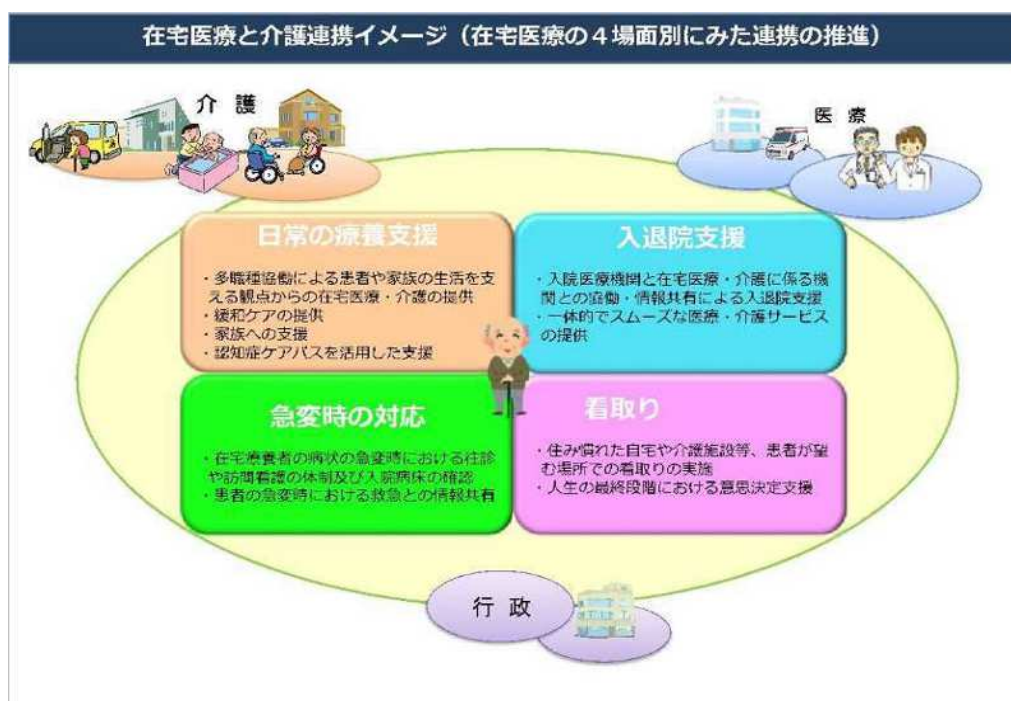 在宅医療と介護連携イメージ（在宅医療の４場面別にみた連携の推進）
介 護
医 療
日常の療養支援
・多職種協働による患者や家族の生活を支
える観点からの在宅医療・介護の提供
・緩和ケアの提供
・家族への支援
・認知症ケアパスを活用した支援
入退院支援
・入院医療機関と在宅医療・介護に係る機
関との協働・情報共有による入退院支援
・一体的でスムーズな医療・介護サービス
の提供
急変時の対応
・在宅療養者の病状の急変時における往診
や訪問看護の体制及び入院病床の確認
・患者の急変時における救急との情報共有
看取り
・住み慣れた自宅や介護施設等、患者が望
む場所での看取りの実施
・人生の最終段階における意思決定支援
行 政